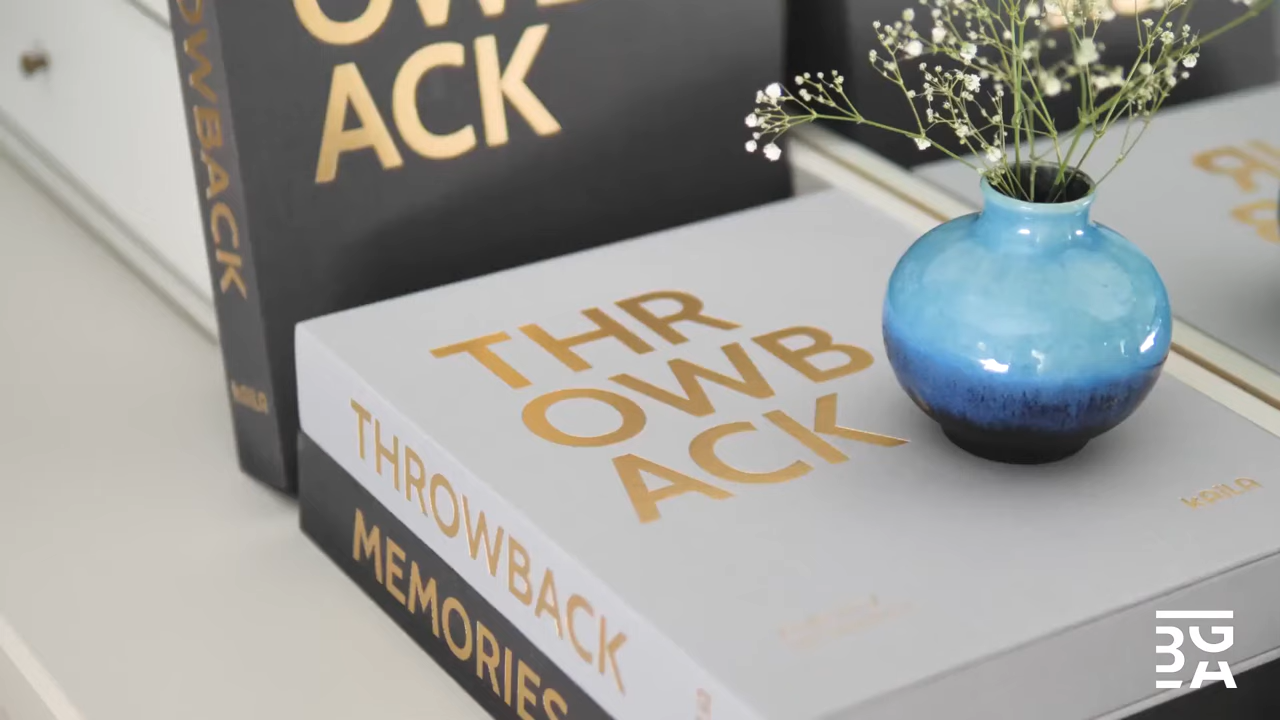 OWB
ACK
THROWBACK
kaila
THR
OWB
ACK
kaila
THROWBACK
MEMORIES
BGA